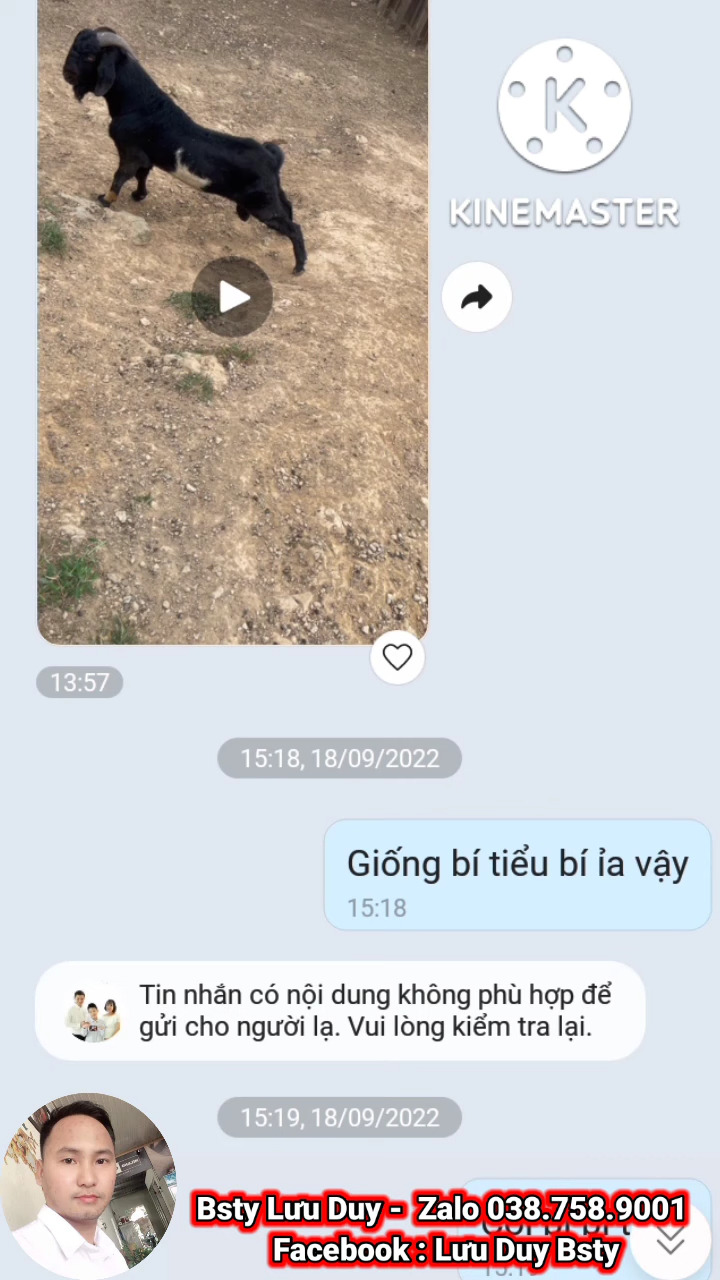 KINEMASTER
13:57
15:18, 18/09/2022
Giống bí tiểu bí ỉa vậy
15:18
Tin nhắn có nội dung không phù hợp để
gửi cho người lạ. Vui lòng kiểm tra lại.
15:19, 18/09/2022
Bsty Lưu Duy - Zalo 038.758.9001
Facebook : Lưu Duy Bsty